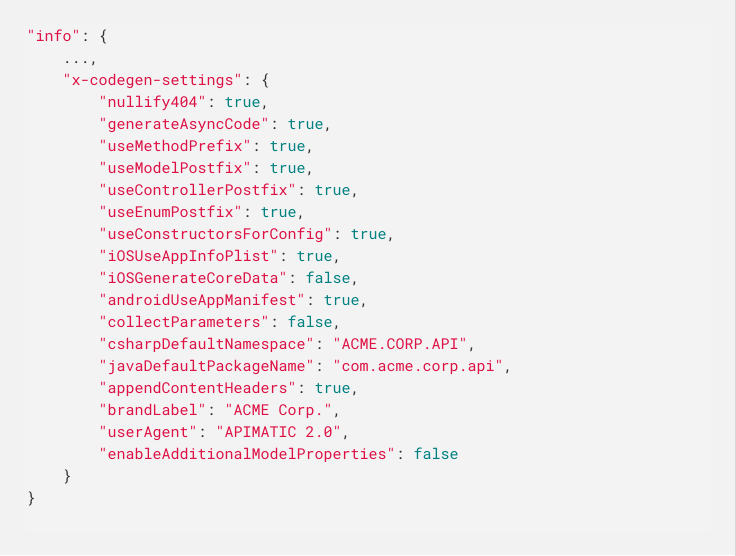 "info": {
    ...,
    "x-codegen-settings": {
        "nullify404": true,
        "generateAsyncCode": true,
        "useMethodPrefix": true,
        "useModelPostfix": true,
        "useControllerPostfix": true,
        "useEnumPostfix": true,
        "useConstructorsForConfig": true,
        "iOSUseAppInfoPlist": true,
        "iOSGenerateCoreData": false,
        "androidUseAppManifest": true,
        "collectParameters": false,
        "csharpDefaultNamespace": "ACME.CORP.API",
        "javaDefaultPackageName": "com.acme.corp.api",
        "appendContentHeaders": true,
        "brandLabel": "ACME Corp.",
        "userAgent": "APIMATIC 2.0",
        "enableAdditionalModelProperties": false
    }
}